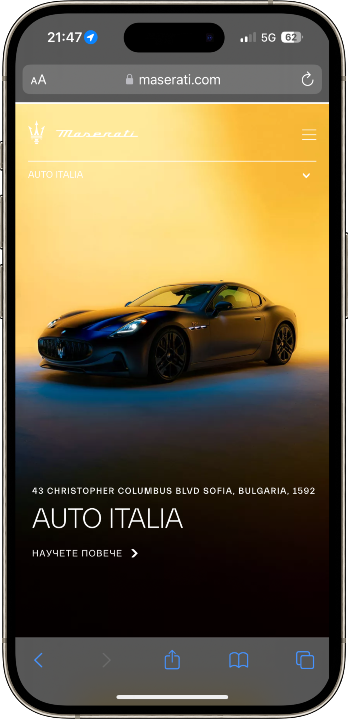 21:47
5G 62
AA maserati.com
Maserati
AUTO ITALIA
43 CHRISTOPHER COLUMBUS BLVD SOFIA, BULGARIA, 1592
AUTO ITALIA
НАУЧЕТЕ ПОВЕЧЕ